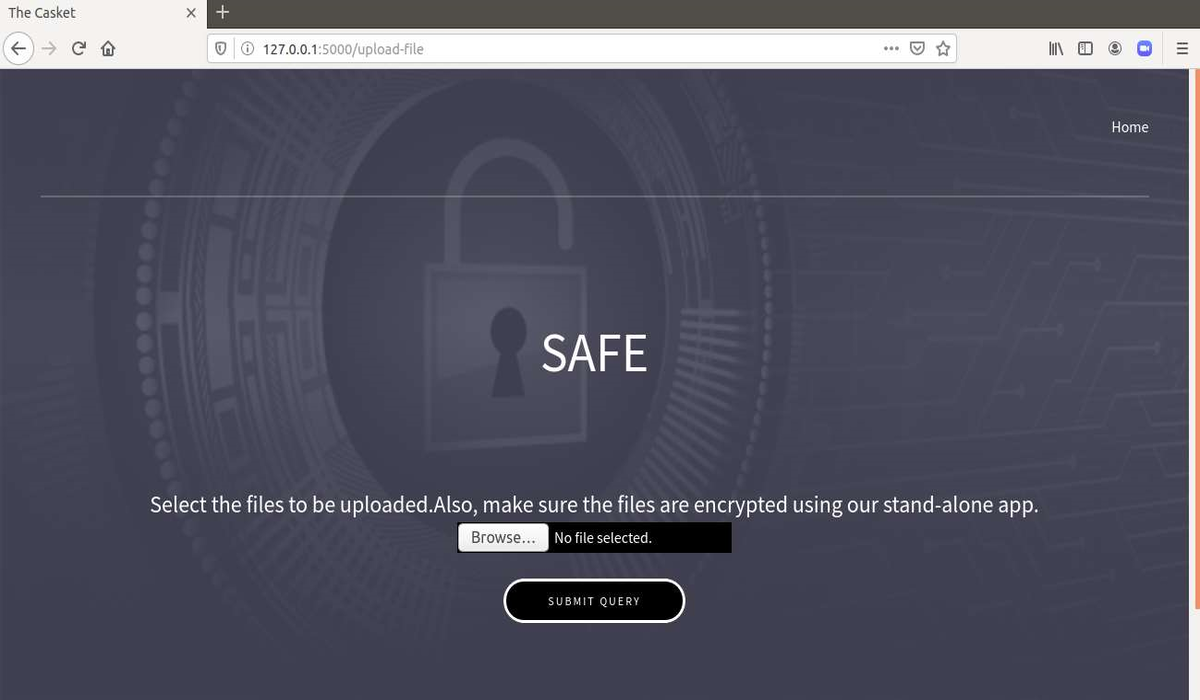 The Casket
127.0.0.1:5000/upload-file
Home
SAFE
Select the files to be uploaded.Also, make sure the files are encrypted using our stand-alone app.
Browse... No file selected.
SUBMIT QUERY